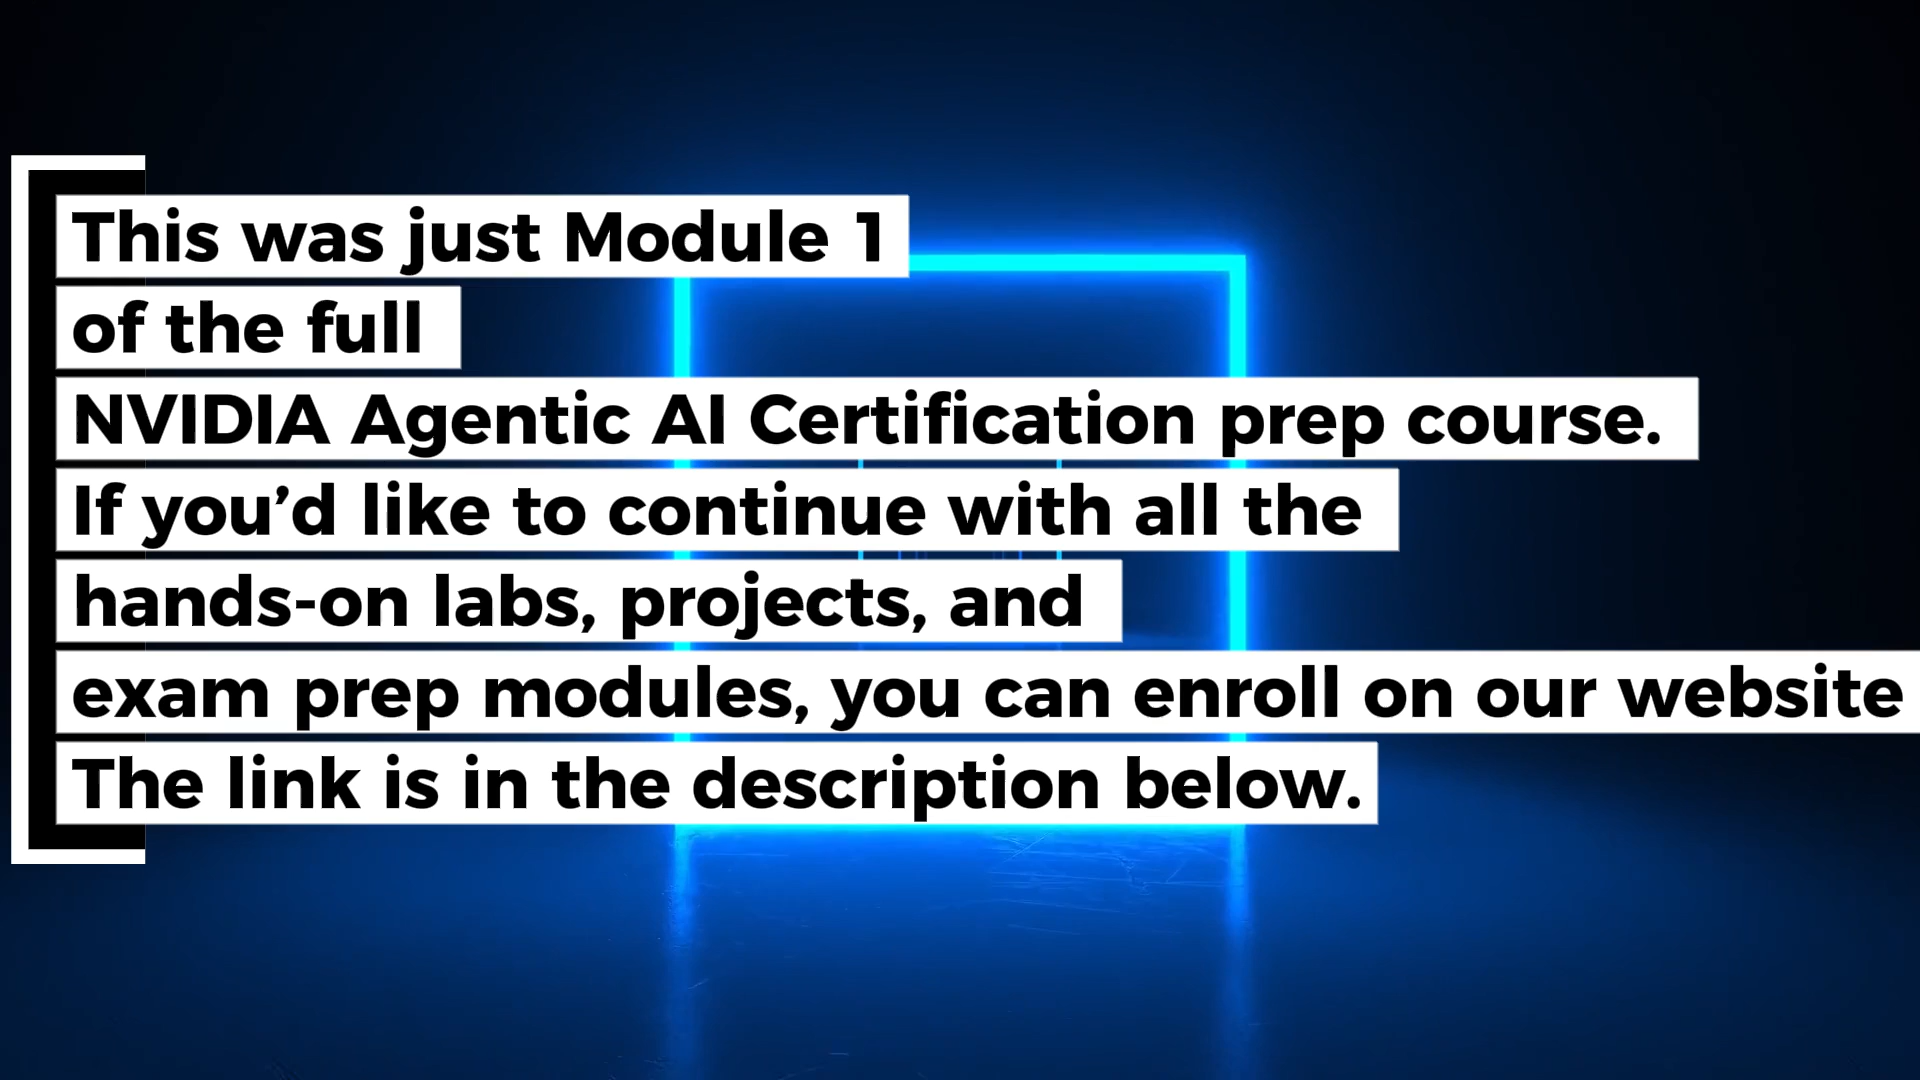 This was just Module 1
of the full
NVIDIA Agentic AI Certification prep course.
If you’d like to continue with all the
hands-on labs, projects, and
exam prep modules, you can enroll on our website
The link is in the description below.